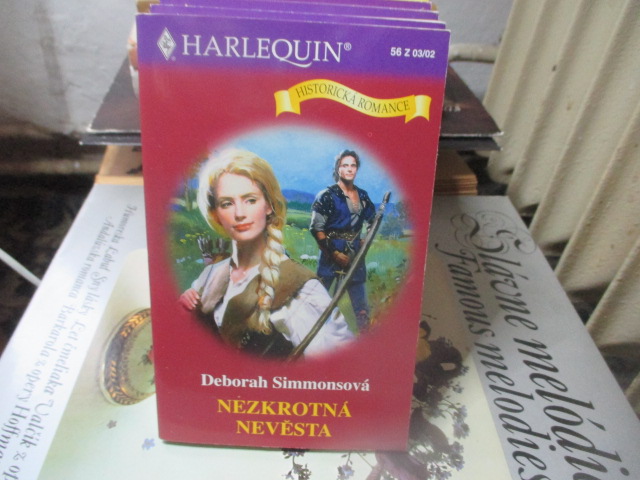 HARLEQUIN®
56 Z 03/02
HISTORICKÁ ROMANCE
Deborah Simmonsová
NEZKROTNÁ
NEVĚSTA
Slávne melódie
Famous melodies